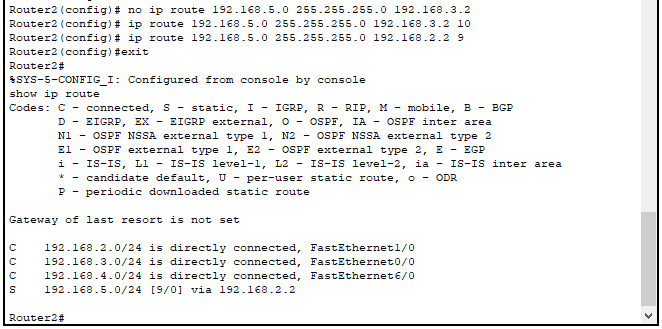 Router2(config)# no ip route 192.168.5.0 255.255.255.0 192.168.3.2
Router2(config)# ip route 192.168.5.0 255.255.255.0 192.168.3.2 10
Router2(config)# ip route 192.168.5.0 255.255.255.0 192.168.2.2 9
Router2(config)#exit
Router2#
%SYS-5-CONFIG_I: Configured from console by console
show ip route
Codes: C - connected, S - static, I - IGRP, R - RIP, M - mobile, B - BGP
D - EIGRP, EX - EIGRP external, O - OSPF, IA - OSPF inter area
N1 - OSPF NSSA external type 1, N2 - OSPF NSSA external type 2
E1 - OSPF external type 1, E2 - OSPF external type 2, E - EGP
i - IS-IS, L1 - IS-IS level-1, L2 - IS-IS level-2, ia - IS-IS inter area
* - candidate default, U - per-user static route, o - ODR
P - periodic downloaded static route
Gateway of last resort is not set
C 192.168.2.0/24 is directly connected, FastEthernet1/0
C 192.168.3.0/24 is directly connected, FastEthernet0/0
C 192.168.4.0/24 is directly connected, FastEthernet6/0
S 192.168.5.0/24 [9/0] via 192.168.2.2
Router2#